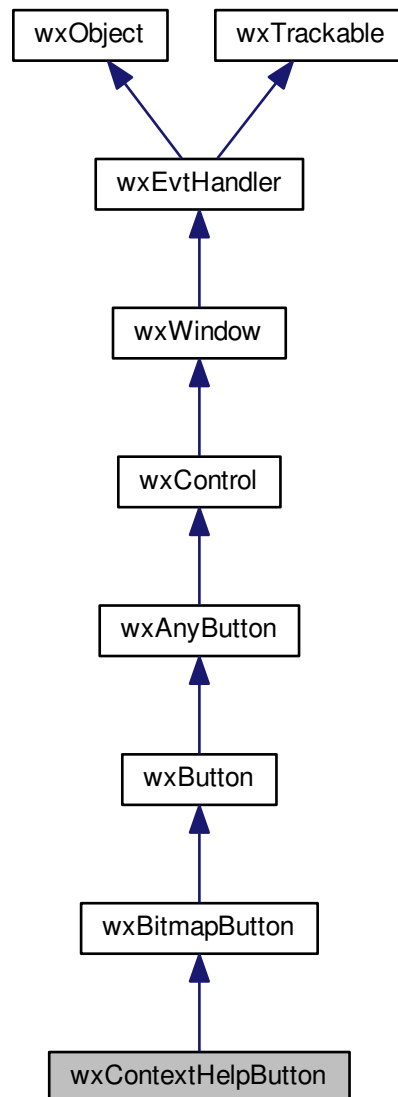 wxObject
wxTrackable
wxEvtHandler
wxWindow
wxControl
wxAnyButton
wxButton
wxBitmapButton
wxContextHelpButton